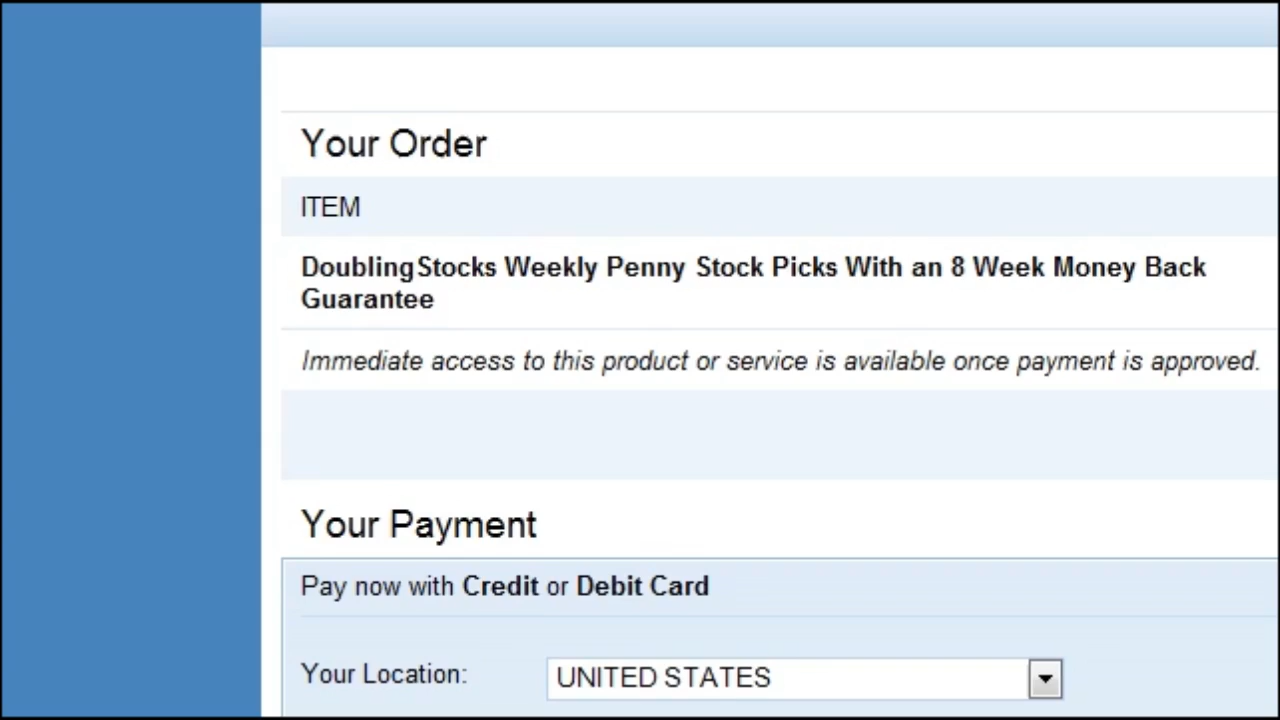 Your Order
ITEM
DoublingStocks Weekly Penny Stock Picks With an 8 Week Money Back
Guarantee
Immediate access to this product or service is available once payment is approved.
Your Payment
Pay now with Credit or Debit Card
Your Location: UNITED STATES